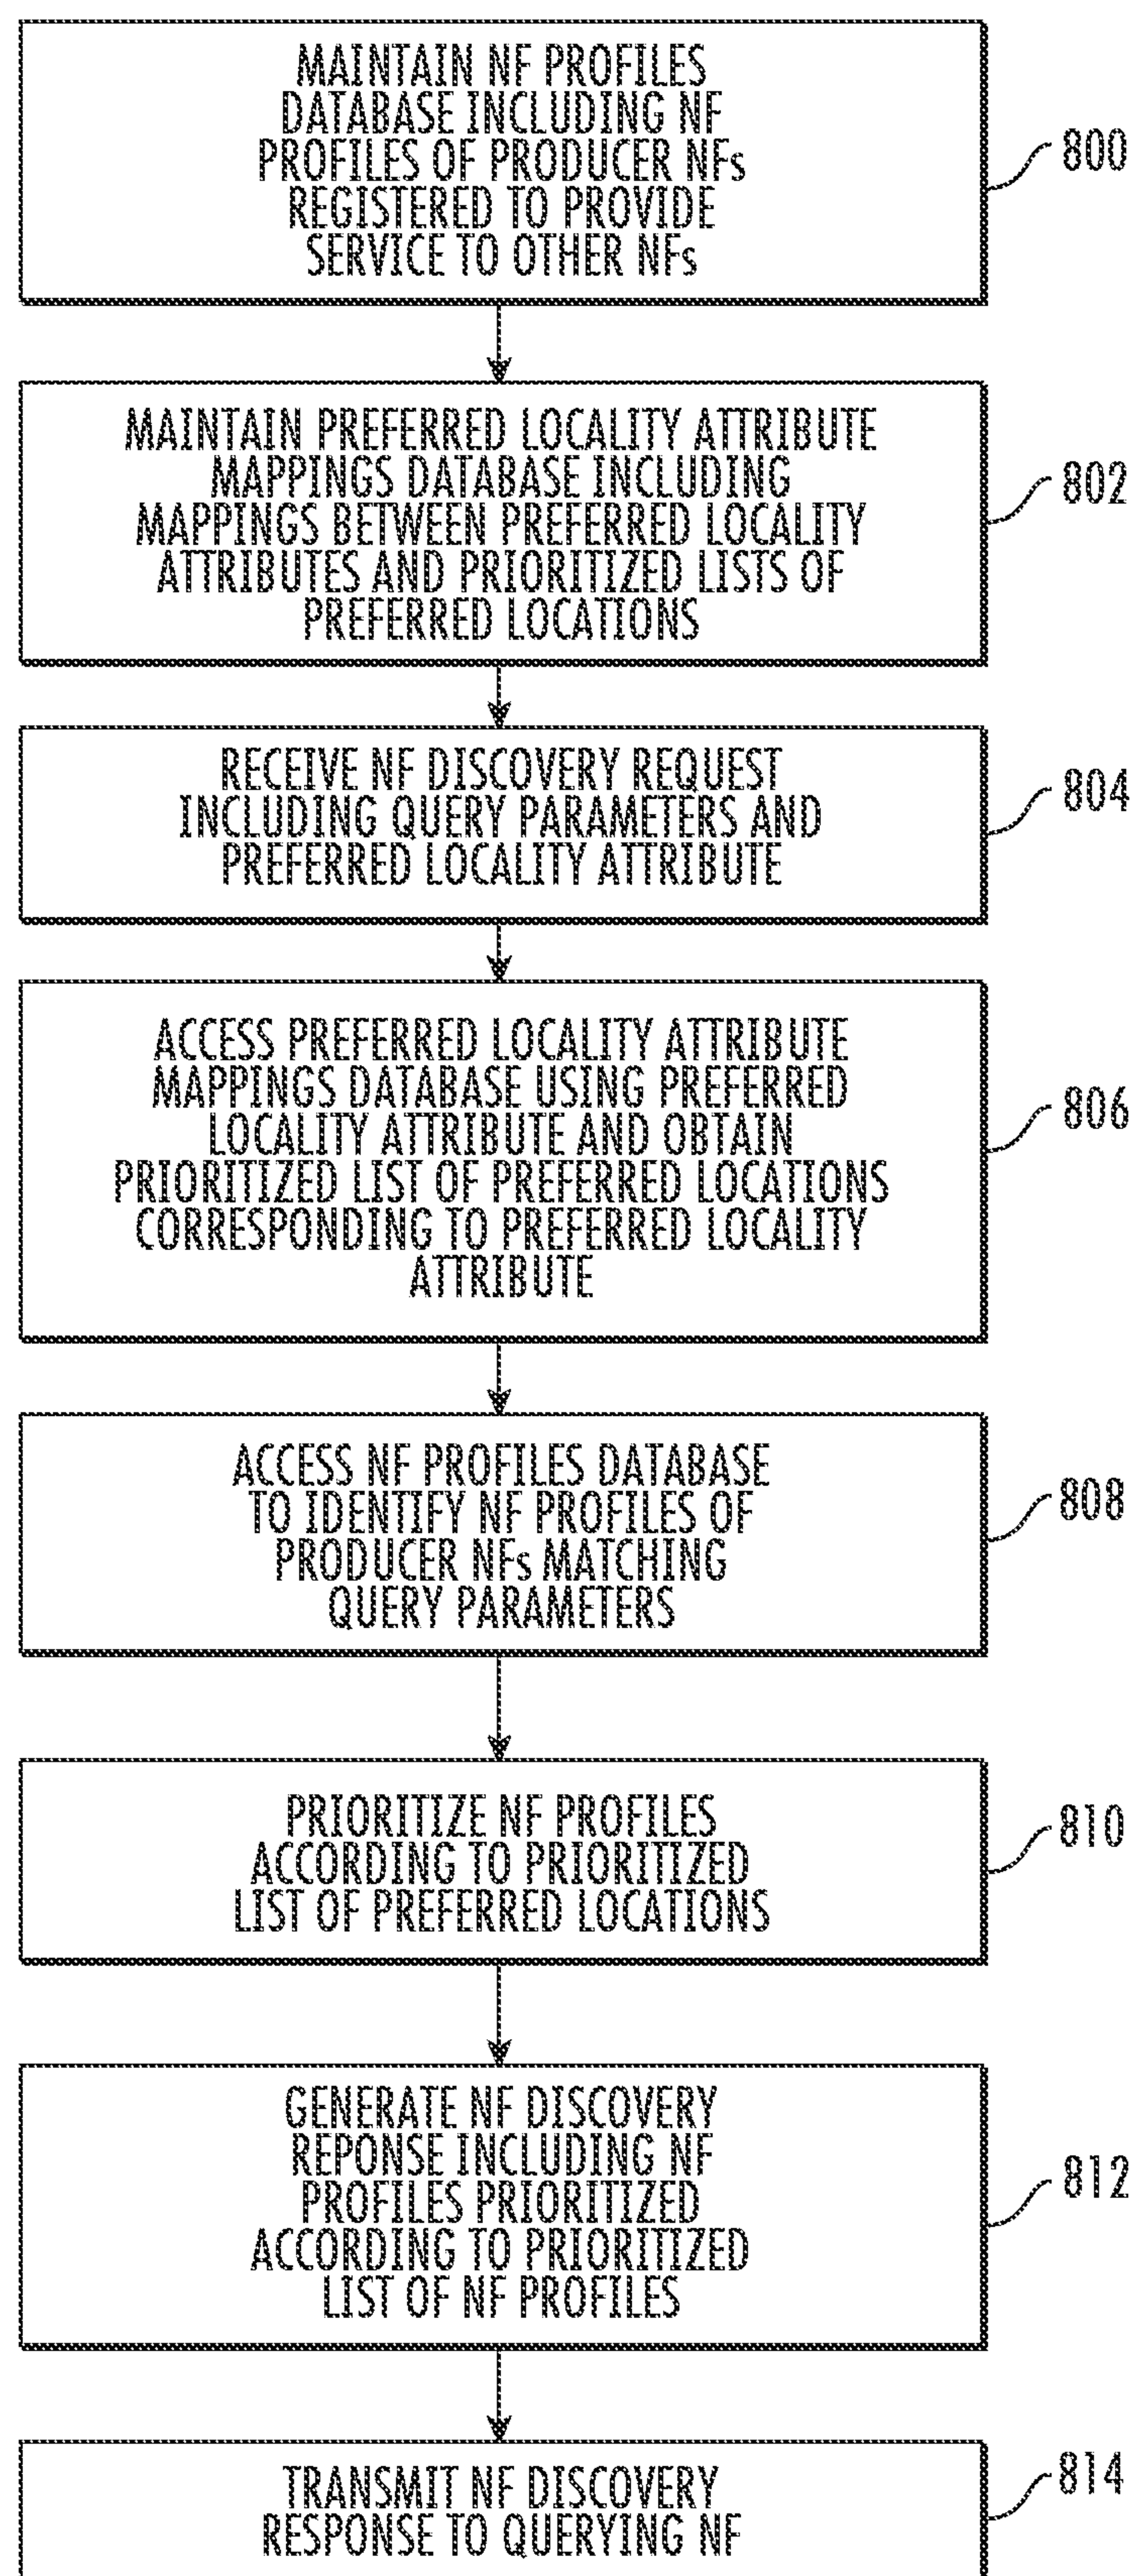 MAINTAIN NF PROFILES
DATABASE INCLUDING NF
PROFILES OF PRODUCER NFs
REGISTERED TO PROVIDE
SERVICE TO OTHER NFs
800
MAINTAIN PREFERRED LOCALITY ATTRIBUTE
MAPPINGS DATABASE INCLUDING
MAPPINGS BETWEEN PREFERRED LOCALITY
ATTRIBUTES AND PRIORITIZED LISTS OF
PREFERRED LOCATIONS
802
RECEIVE NF DISCOVERY REQUEST
INCLUDING QUERY PARAMETERS AND
PREFERRED LOCALITY ATTRIBUTE
804
ACCESS PREFERRED LOCALITY ATTRIBUTE
MAPPINGS DATABASE USING PREFERRED
LOCALITY ATTRIBUTE AND OBTAIN
PRIORITIZED LIST OF PREFERRED LOCATIONS
CORRESPONDING TO PREFERRED LOCALITY
ATTRIBUTE
806
ACCESS NF PROFILES DATABASE
TO IDENTIFY NF PROFILES OF
PRODUCER NFs MATCHING
QUERY PARAMETERS
808
PRIORITIZE NF PROFILES
ACCORDING TO PRIORITIZED
LIST OF PREFERRED LOCATIONS
810
GENERATE NF DISCOVERY
REPONSE INCLUDING NF
PROFILES PRIORITIZED
ACCORDING TO PRIORITIZED
LIST OF NF PROFILES
812
TRANSMIT NF DISCOVERY
RESPONSE TO QUERYING NF
814